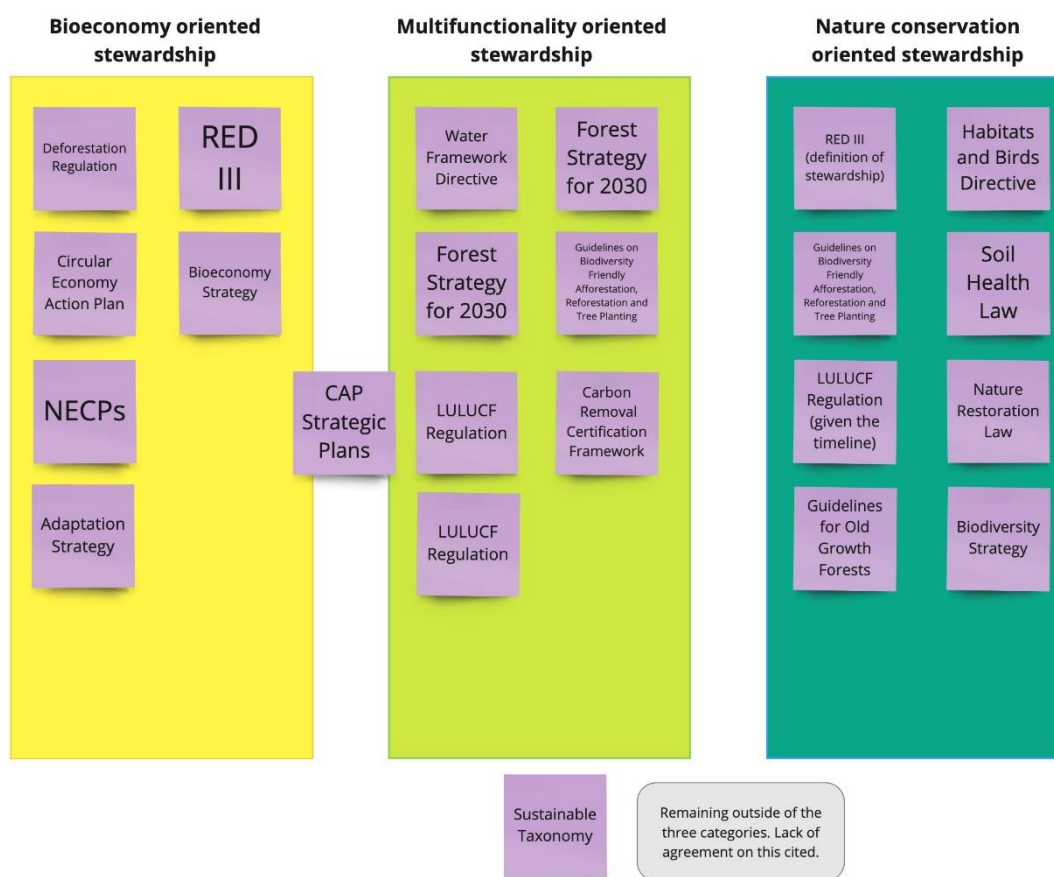 Bioeconomy oriented
stewardship
Multifunctionality oriented
stewardship
Nature conservation
oriented stewardship
Deforestation
Regulation
RED
III
Circular
Economy
Action Plan
Bioeconomy
Strategy
NECPs
Adaptation
Strategy
CAP
Strategic
Plans
Water
Framework
Directive
Forest
Strategy
for 2030
Forest
Strategy
for 2030
Guidelines on
Biodiversity
Friendly
Afforestation,
Reforestation and
Tree Planting
LULUCF
Regulation
Carbon
Removal
Certification
Framework
LULUCF
Regulation
RED III
(definition of
stewardship)
Habitats
and Birds
Directive
Guidelines on
Biodiversity
Friendly
Afforestation,
Reforestation and
Tree Planting
Soil
Health
Law
LULUCF
Regulation
(given the
timeline)
Nature
Restoration
Law
Guidelines
for Old
Growth
Forests
Biodiversity
Strategy
Sustainable
Taxonomy
Remaining outside of the
three categories. Lack of
agreement on this cited.